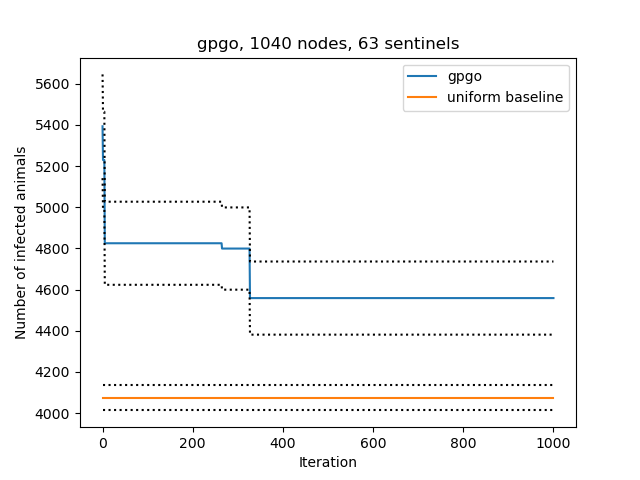 gpgo, 1040 nodes, 63 sentinels
gpgo
uniform baseline
Number of infected animals
5600
5400
5200
5000
4800
4600
4400
4200
4000
0 200 400 600 800 1000
Iteration